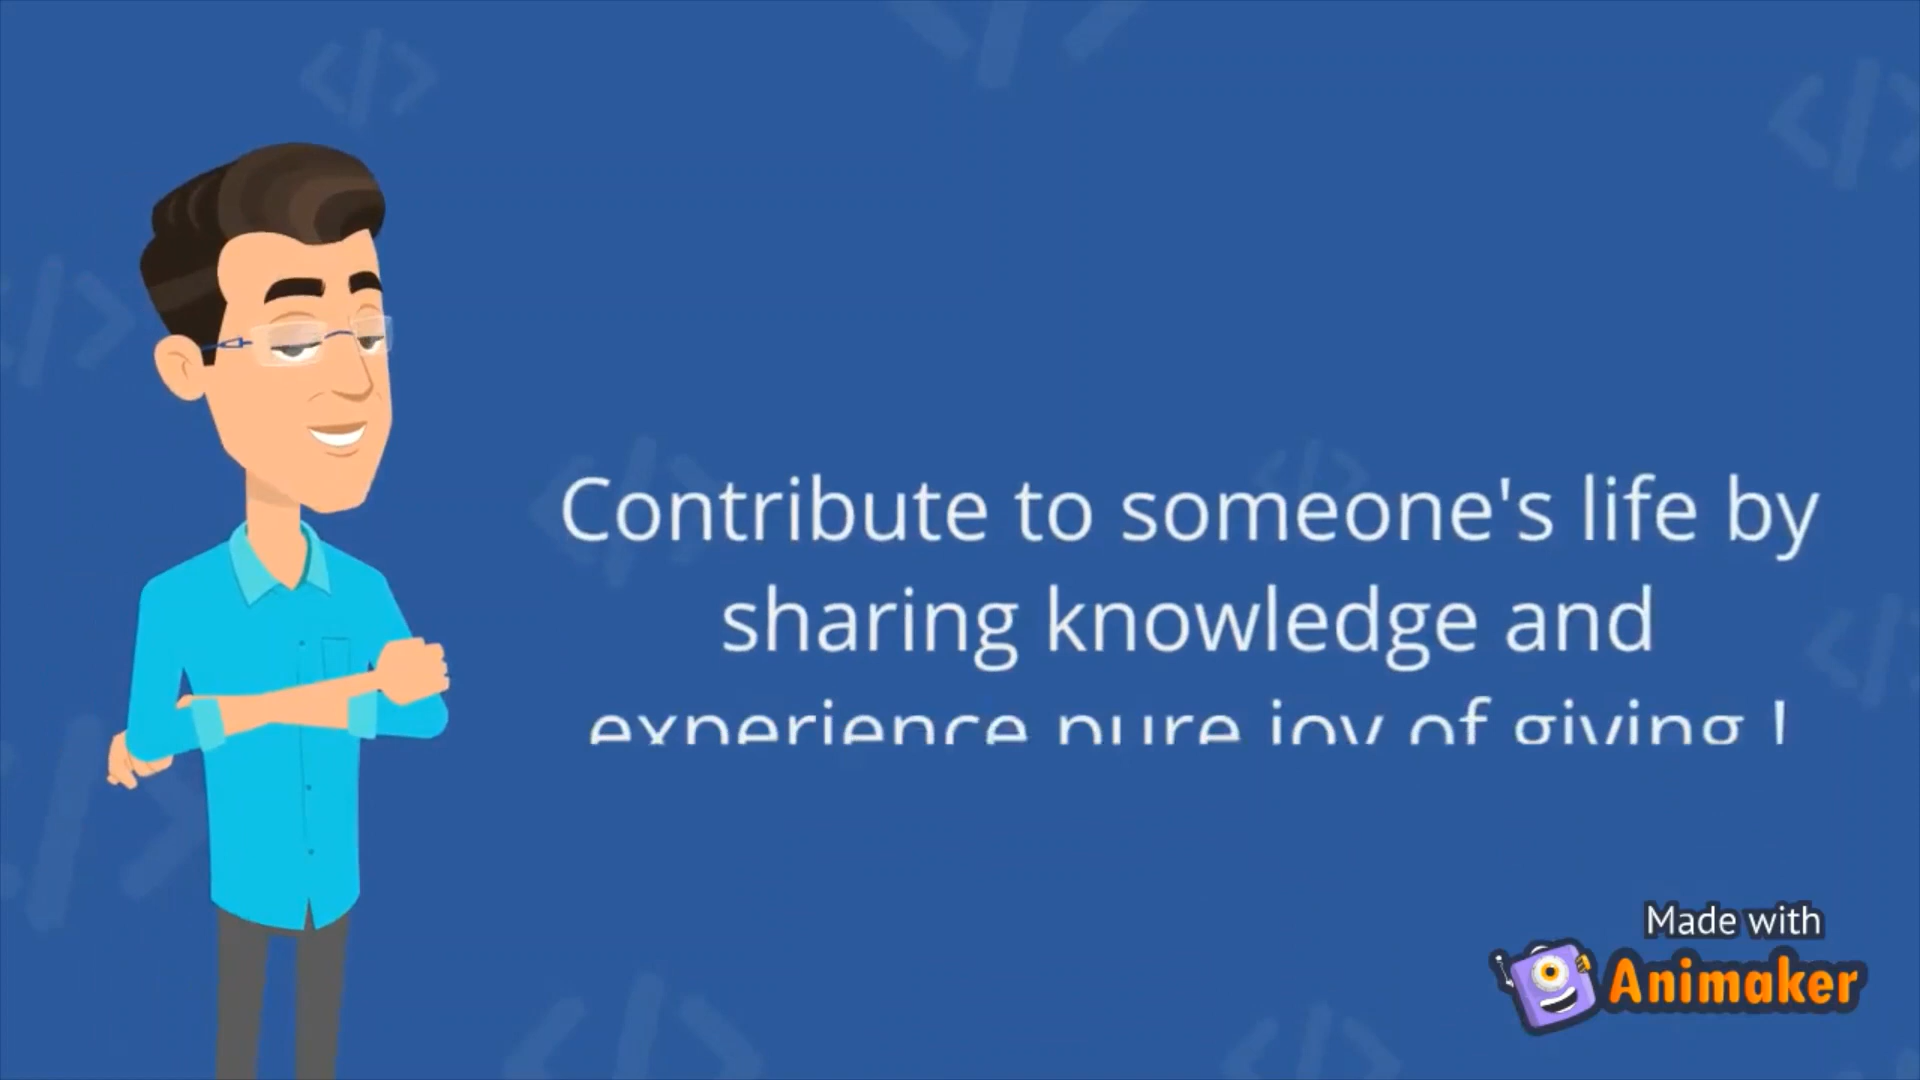 Contribute to someone's life by
sharing knowledge and
experience pure joy of giving !
Made with
Animaker